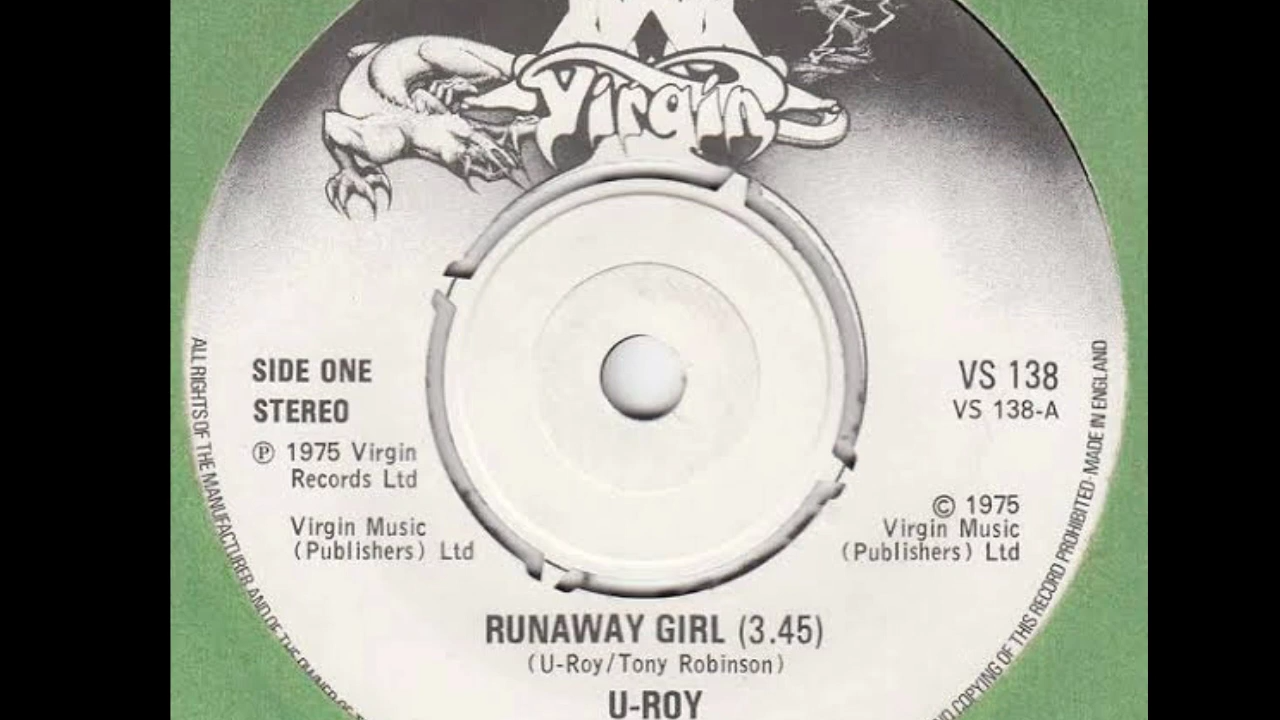 Virgin
SIDE ONE
STEREO
℗ 1975 Virgin
Records Ltd
Virgin Music
(Publishers) Ltd
VS 138
VS 138-A
© 1975
Virgin Music
(Publishers) Ltd
RUNAWAY GIRL (3.45)
(U-Roy/Tony Robinson)
U-ROY
ALL RIGHTS OF THE MANUFACTURER AND OF THE OWNER OF
COPYING OF THIS RECORD PROHIBITED·MADE IN ENGLAND